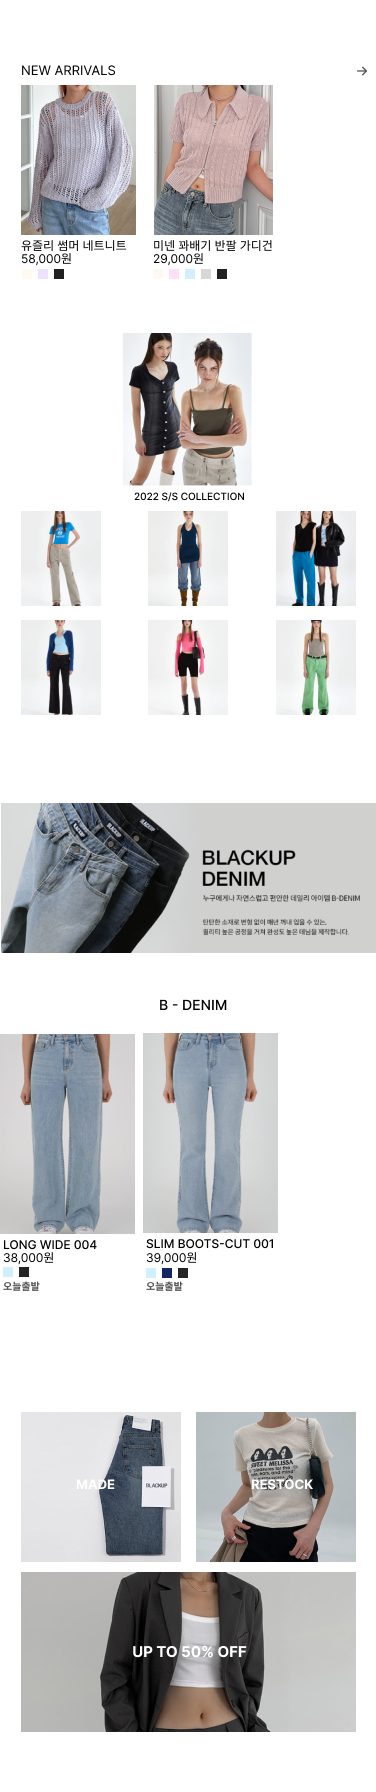 NEW ARRIVALS
유즐리 썸머 네트니트
58,000원
미넨 꽈배기 반팔 가디건
29,000원
2022 S/S COLLECTION
BLACKUP
DENIM
누구에게나 자연스럽고 편안한 데일리 아이템 B-DENIM
탄탄한 소재로 변형 없이 매년 꺼내 입을 수 있는,
퀄리티 높은 공정을 거쳐 완성도 높은 데님을 제작합니다.
B - DENIM
LONG WIDE 004
38,000원
오늘출발
SLIM BOOTS-CUT 001
39,000원
오늘출발
MADE
BLACKUP
SWEET MELISSA
RESTOCK
UP TO 50% OFF